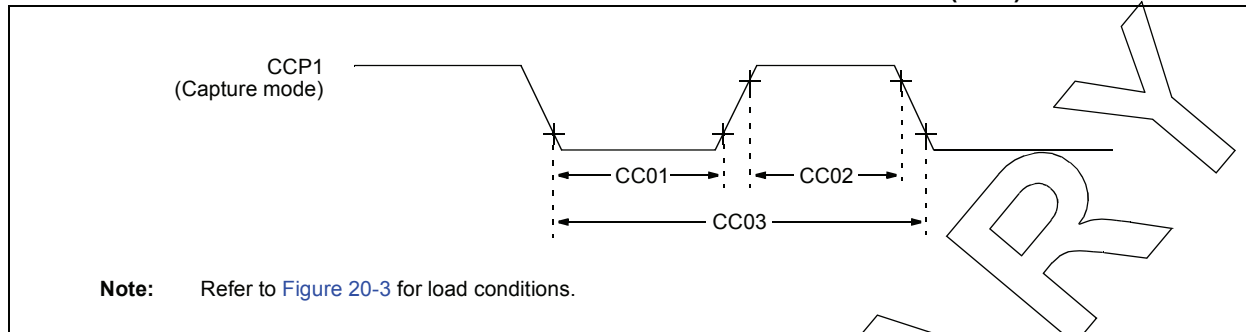 CCP1
(Capture mode)
CC01
CC02
CC03
Note: Refer to Figure 20-3 for load conditions.
R Y